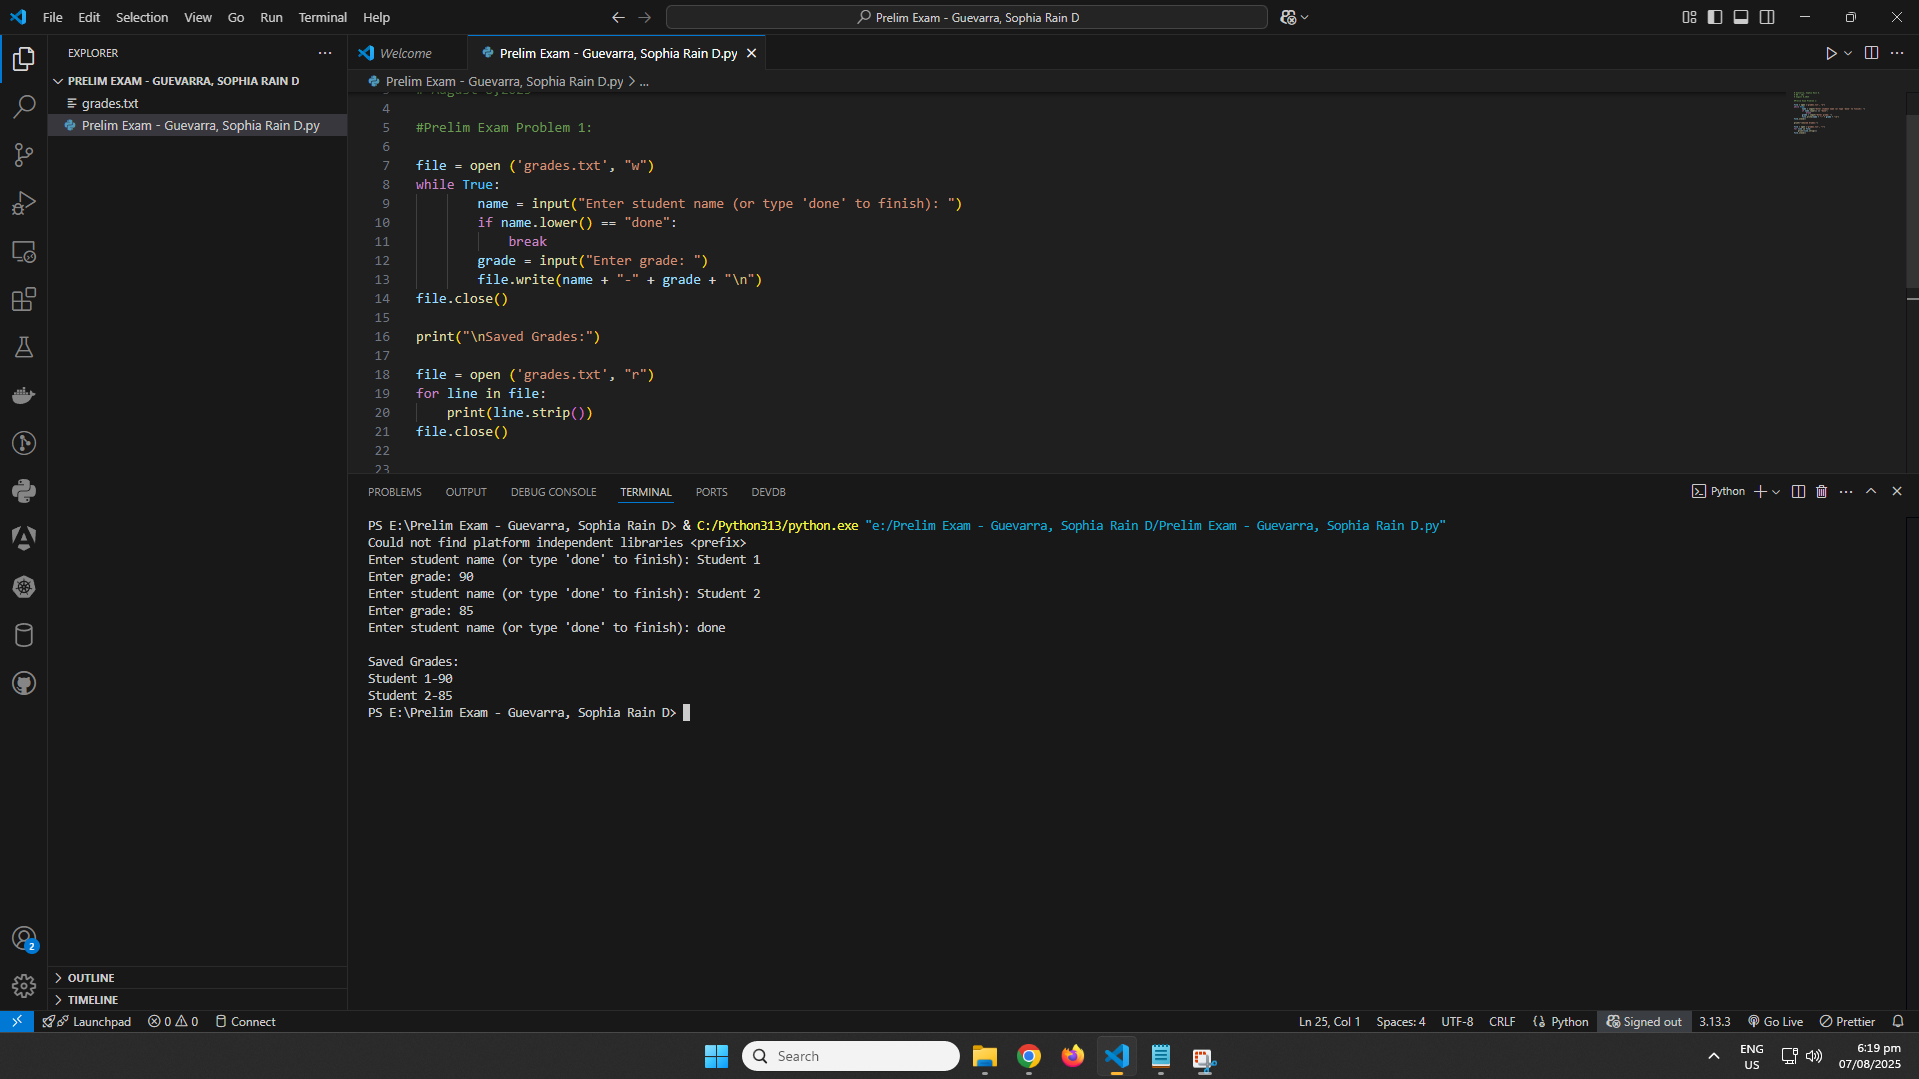 File Edit Selection View Go Run Terminal Help
Prelim Exam - Guevarra, Sophia Rain D
EXPLORER
PRELIM EXAM - GUEVARRA, SOPHIA RAIN D
grades.txt
Prelim Exam - Guevarra, Sophia Rain D.py
Welcome
Prelim Exam - Guevarra, Sophia Rain D.py
Prelim Exam - Guevarra, Sophia Rain D.py > ...
4
5 #Prelim Exam Problem 1:
6
7 file = open ('grades.txt', "w")
8 while True:
9 name = input("Enter student name (or type 'done' to finish): ")
10 if name.lower() == "done":
11 break
12 grade = input("Enter grade: ")
13 file.write(name + "-" + grade + "\n")
14 file.close()
15
16 print("\nSaved Grades:")
17
18 file = open ('grades.txt', "r")
19 for line in file:
20 print(line.strip())
21 file.close()
22
23
PROBLEMS OUTPUT DEBUG CONSOLE TERMINAL PORTS DEVDB
Python
PS E:\Prelim Exam - Guevarra, Sophia Rain D> & C:/Python313/python.exe "e:/Prelim Exam - Guevarra, Sophia Rain D/Prelim Exam - Guevarra, Sophia Rain D.py"
Could not find platform independent libraries <prefix>
Enter student name (or type 'done' to finish): Student 1
Enter grade: 90
Enter student name (or type 'done' to finish): Student 2
Enter grade: 85
Enter student name (or type 'done' to finish): done
Saved Grades:
Student 1-90
Student 2-85
PS E:\Prelim Exam - Guevarra, Sophia Rain D>
2
OUTLINE
TIMELINE
Launchpad 0 0 Connect
Ln 25, Col 1 Spaces: 4 UTF-8 CRLF Python Signed out 3.13.3 Go Live Prettier
Search
ENG
US
6:19 pm
07/08/2025